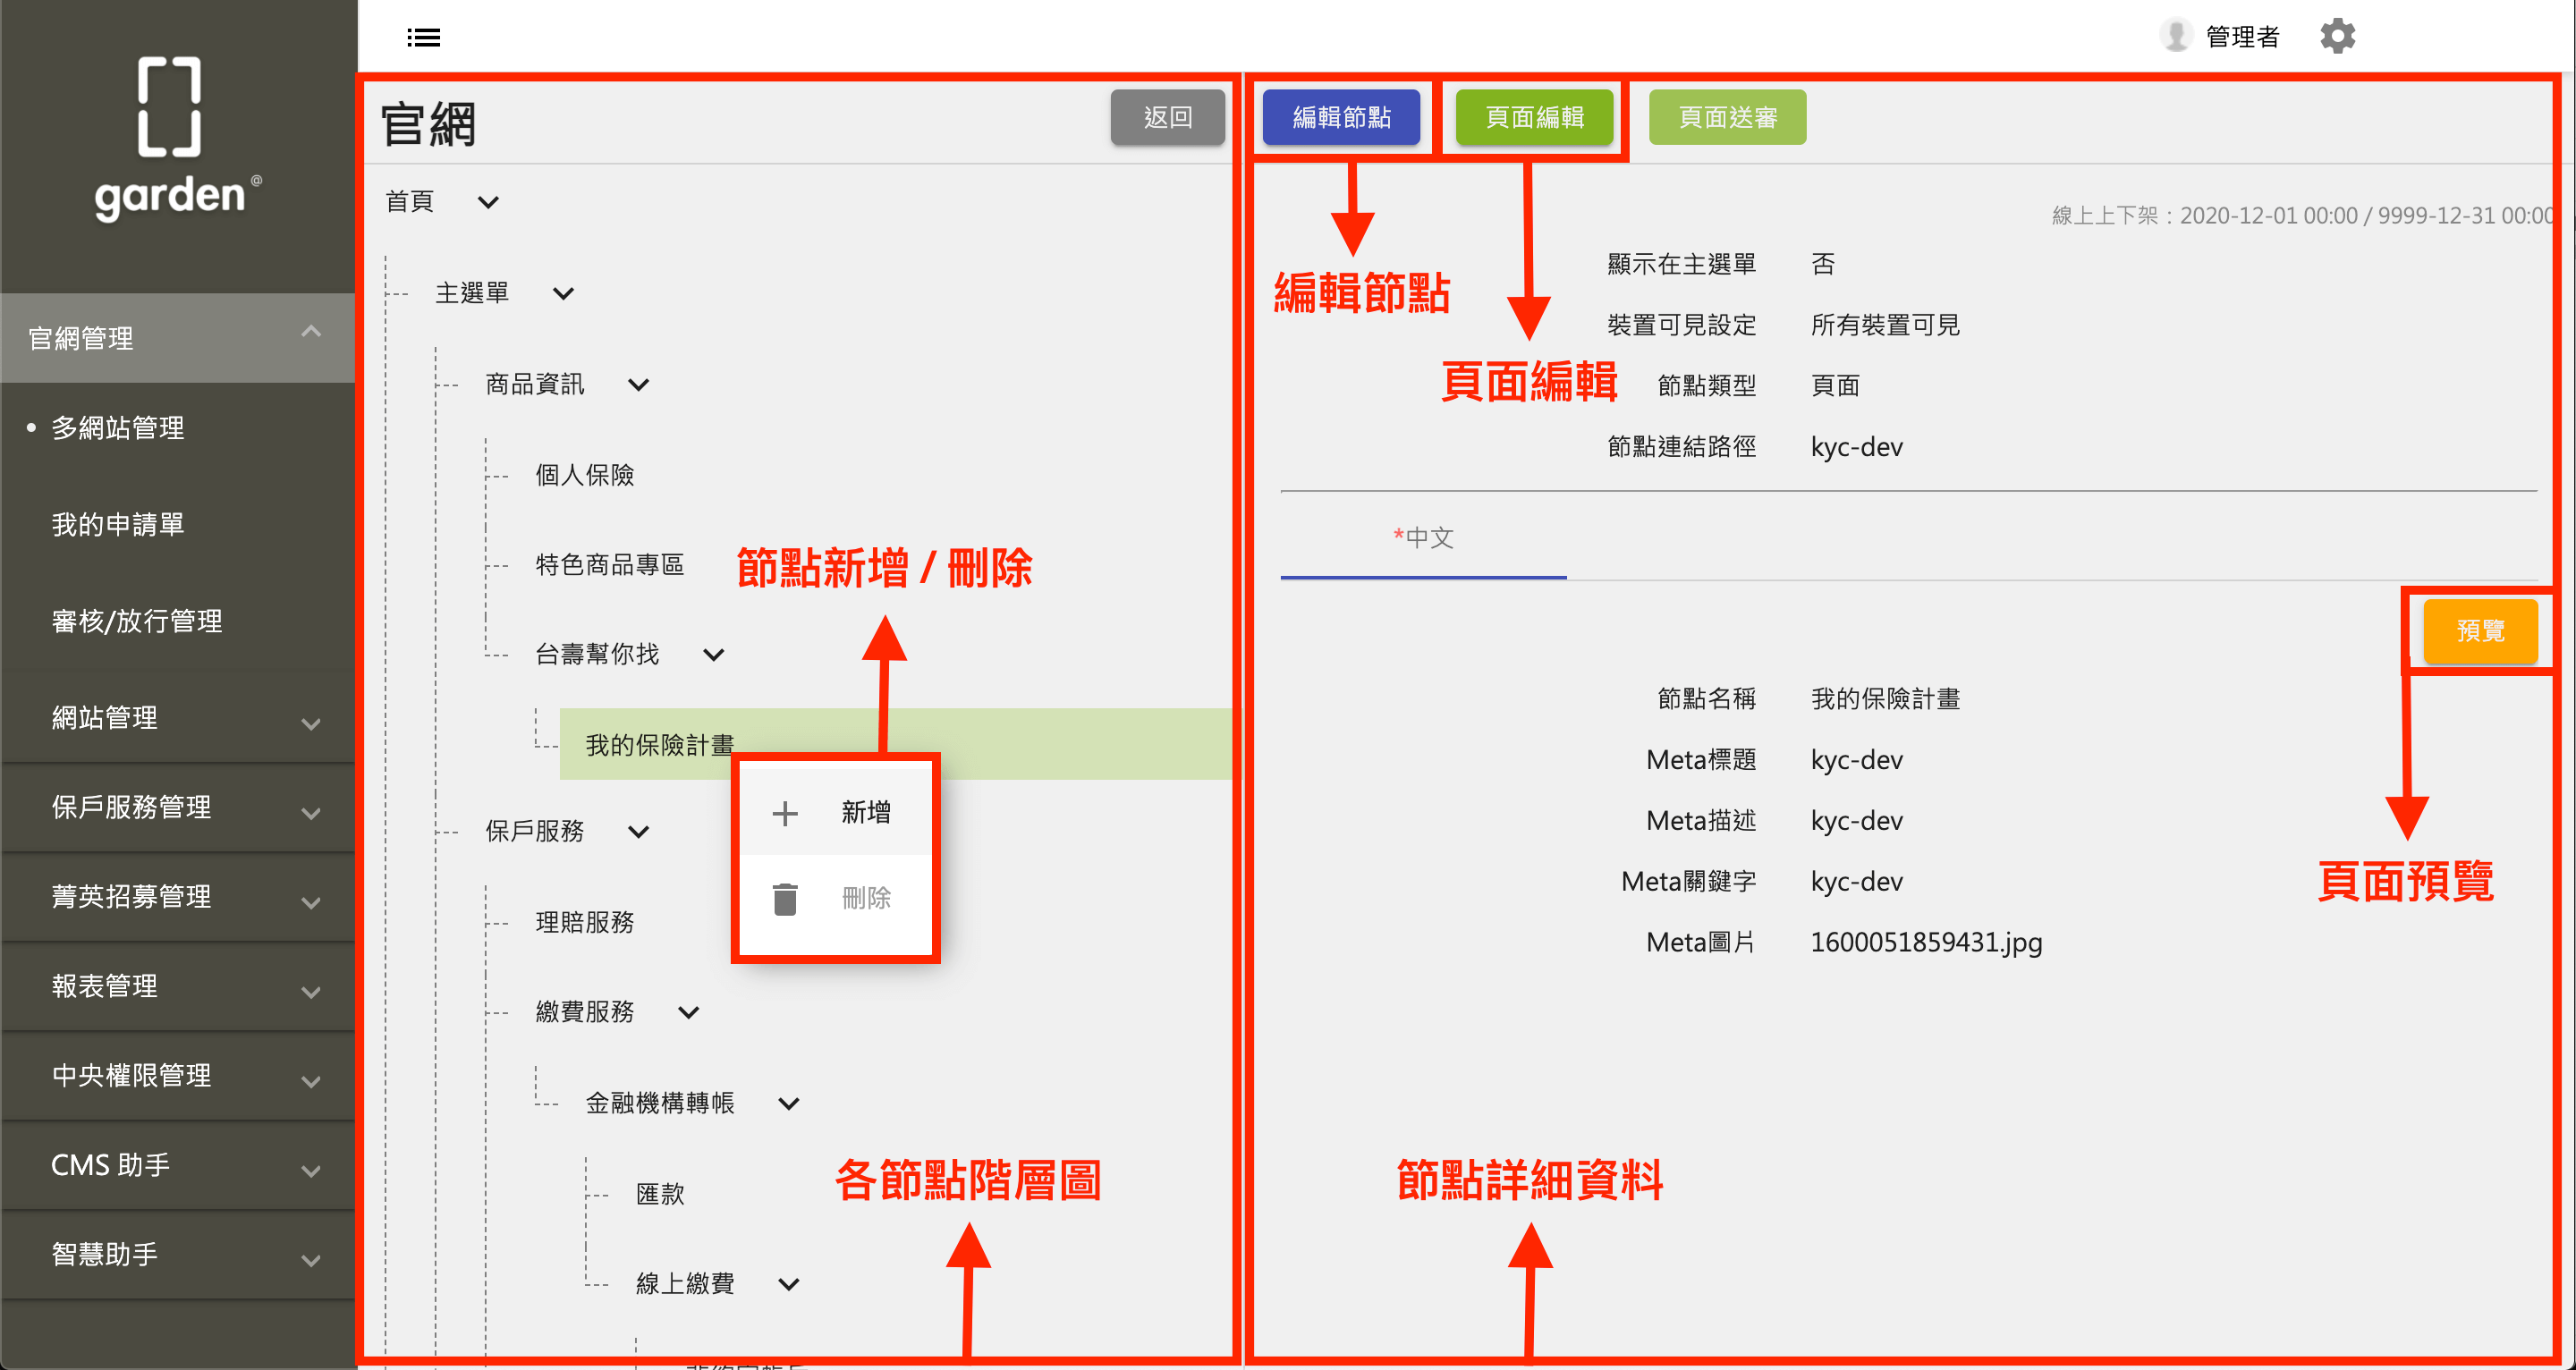 garden@
官網管理
多網站管理
我的申請單
審核/放行管理
網站管理
保戶服務管理
菁英招募管理
報表管理
中央權限管理
CMS 助手
智慧助手
管理者
官網
返回
首頁
主選單
商品資訊
個人保險
特色商品專區
節點新增 / 刪除
台壽幫你找
我的保險計畫
新增
刪除
保戶服務
理賠服務
繳費服務
金融機構轉帳
各節點階層圖
匯款
線上繳費
編輯節點
頁面編輯
頁面送審
線上上下架：2020-12-01 00:00 / 9999-12-31 00:00
編輯節點
顯示在主選單 否
裝置可見設定 所有裝置可見
頁面編輯
節點類型 頁面
節點連結路徑 kyc-dev
*中文
預覽
節點名稱 我的保險計畫
Meta標題 kyc-dev
Meta描述 kyc-dev
頁面預覽
Meta關鍵字 kyc-dev
Meta圖片 1600051859431.jpg
節點詳細資料